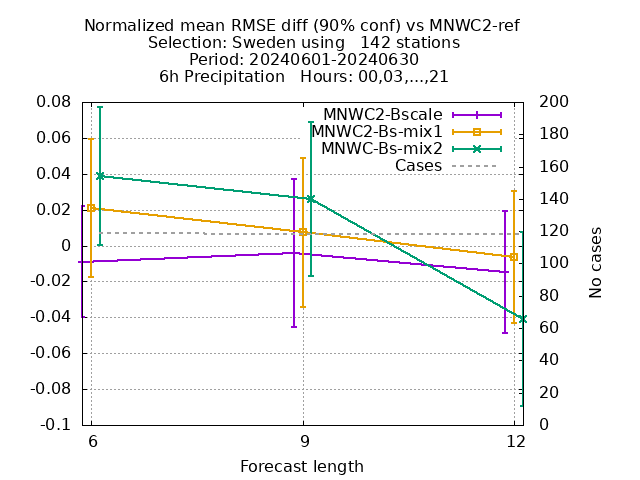 Normalized mean RMSE diff (90% conf) vs MNWC2-ref
Selection: Sweden using   142 stations
Period: 20240601-20240630
6h Precipitation   Hours: 00,03,...,21
MNWC2-Bscale
MNWC2-Bs-mix1
MNWC-Bs-mix2
Cases
0.08
0.06
0.04
0.02
0
-0.02
-0.04
-0.06
-0.08
-0.1
200
180
160
140
120
100
80
60
40
20
0
No cases
6
9
12
Forecast length